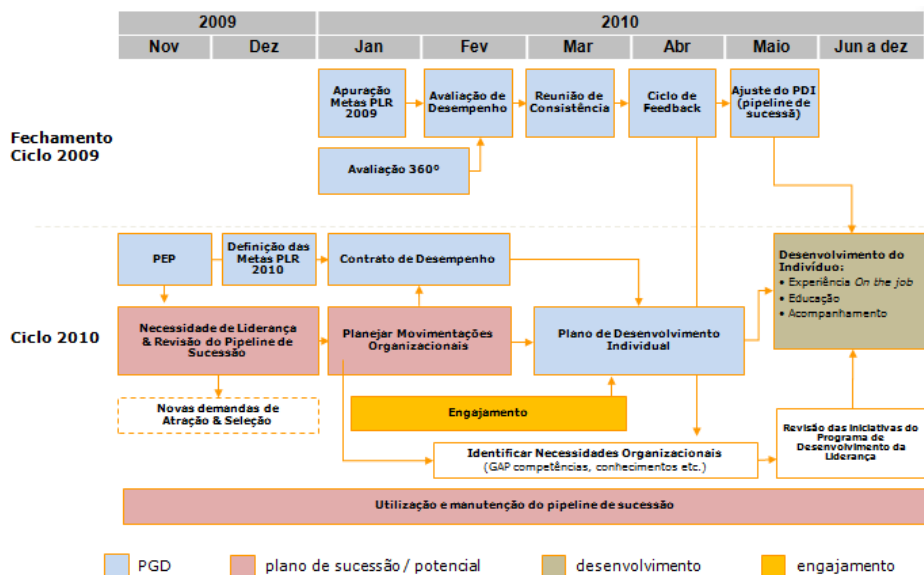 2009
2010
Nov
Dez
Jan
Fev
Mar
Abr
Maio
Jun a dez
Fechamento
Ciclo 2009
Apuração
Metas PLR
2009
Avaliação de
Desempenho
Reunião de
Consistência
Ciclo de
Feedback
Ajuste do PDI
(pipeline de
sucessã)
Avaliação 360º
Ciclo 2010
PEP
Definição das
Metas PLR
2010
Contrato de Desempenho
Desenvolvimento do
Indivíduo:
• Experiência On the job
• Educação
• Acompanhamento
Necessidade de Liderança
& Revisão do Pipeline de
Sucessão
Planejar Movimentações
Organizacionais
Plano de Desenvolvimento
Individual
Novas demandas de
Atração & Seleção
Engajamento
Identificar Necessidades Organizacionais
(GAP competências, conhecimentos etc.)
Revisão das iniciativas do
Programa de
Desenvolvimento da
Liderança
Utilização e manutenção do pipeline de sucessão
PGD
plano de sucessão / potencial
desenvolvimento
engajamento